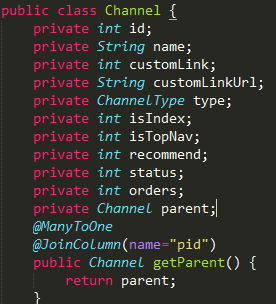 public class Channel {
private int id;
private String name;
private int customLink;
private String customLinkUrl;
private ChannelType type;
private int isIndex;
private int isTopNav;
private int recommend;
private int status;
private int orders;
private Channel parent;
@ManyToOne
@JoinColumn(name="pid")
public Channel getParent() {
return parent;
}